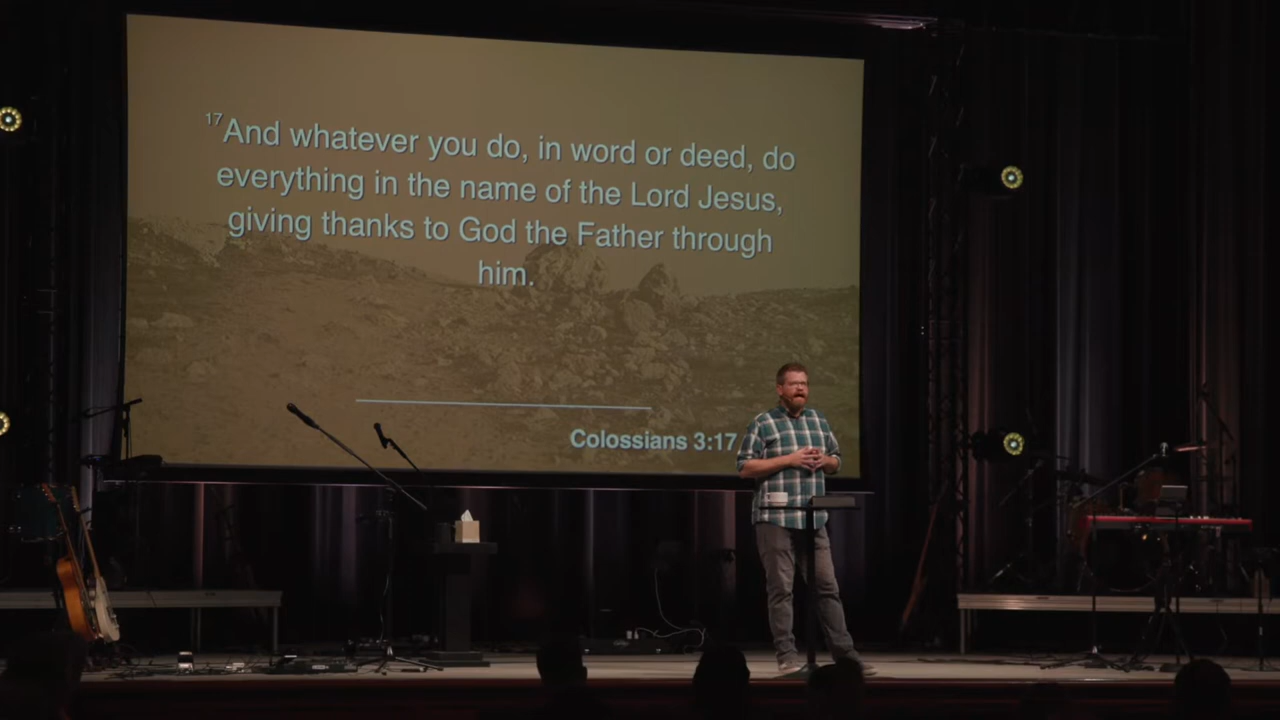 17And whatever you do, in word or deed, do
everything in the name of the Lord Jesus,
giving thanks to God the Father through
him.
Colossians 3:17